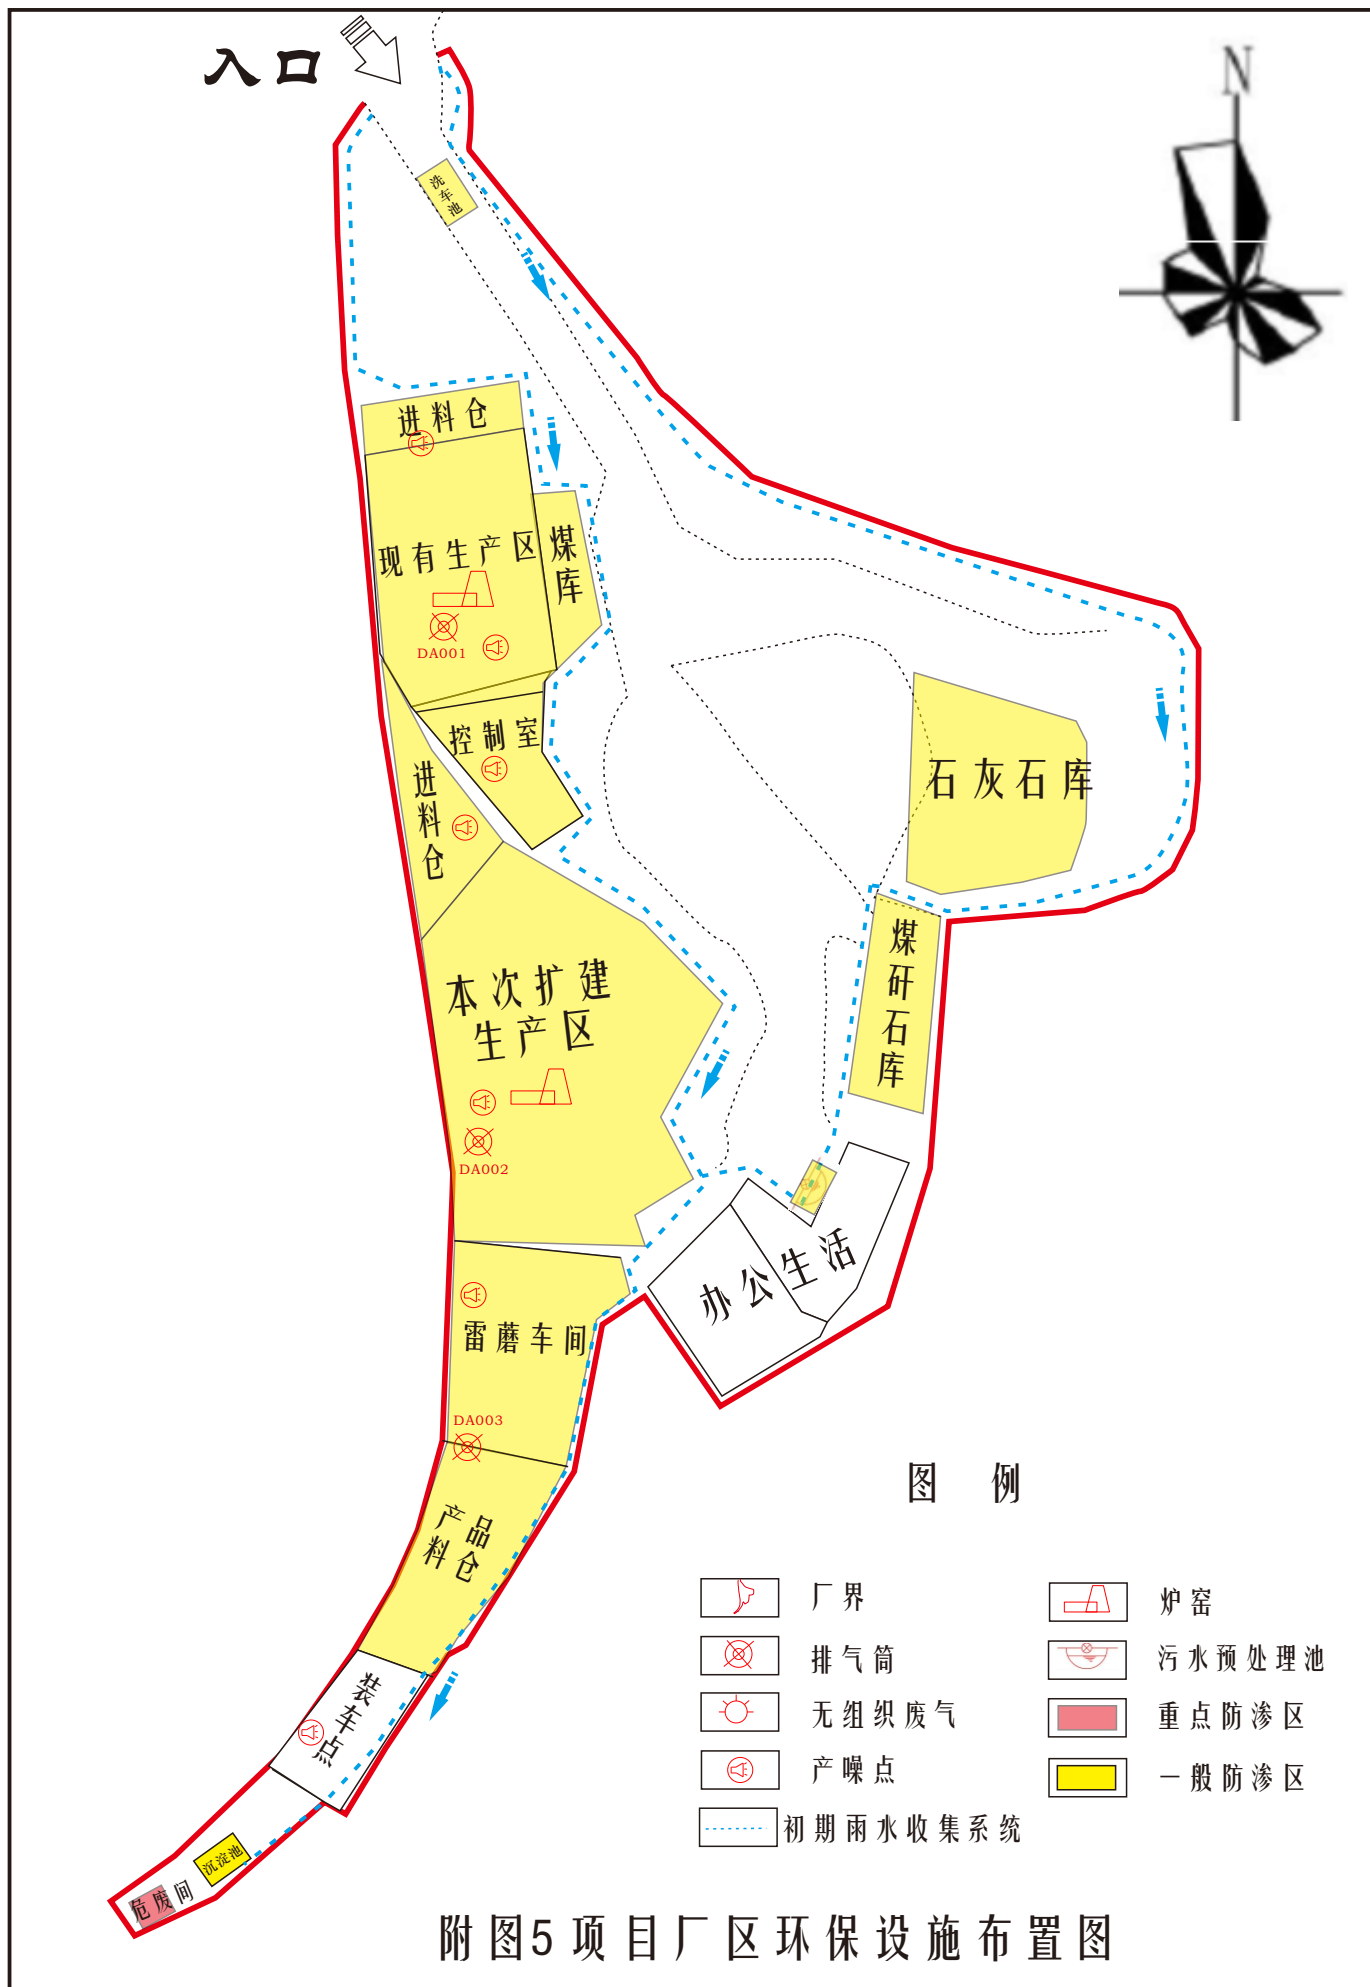 入口
N
洗车池
进料仓
现有生产区
煤库
DA001
控制室
进料仓
石灰石库
煤矸石库
本次扩建
生产区
DA002
办公生活
雷蘑车间
DA003
产品
料仓
装车点
沉淀池
危废间
图 例
厂界
炉窑
排气筒
污水预处理池
无组织废气
重点防渗区
产噪点
一般防渗区
初期雨水收集系统
附图5 项目厂区环保设施布置图